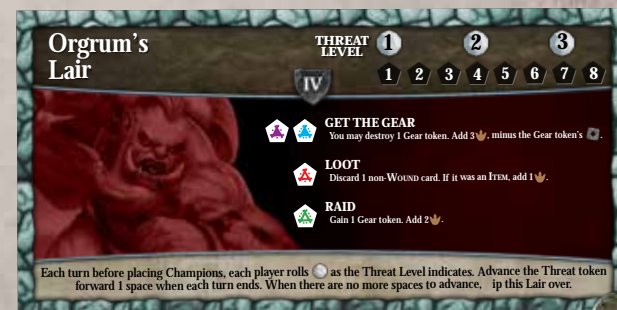 Orgrum's
Lair
THREAT
LEVEL
1 2 3
1 2 3 4 5 6 7 8
IV
GET THE GEAR
You may destroy 1 Gear token. Add 3, minus the Gear token's .
LOOT
Discard 1 non-WOUND card. If it was an ITEM, add 1.
RAID
Gain 1 Gear token. Add 2.
Each turn before placing Champions, each player rolls as the Threat Level indicates. Advance the Threat token
forward 1 space when each turn ends. When there are no more spaces to advance, ip this Lair over.